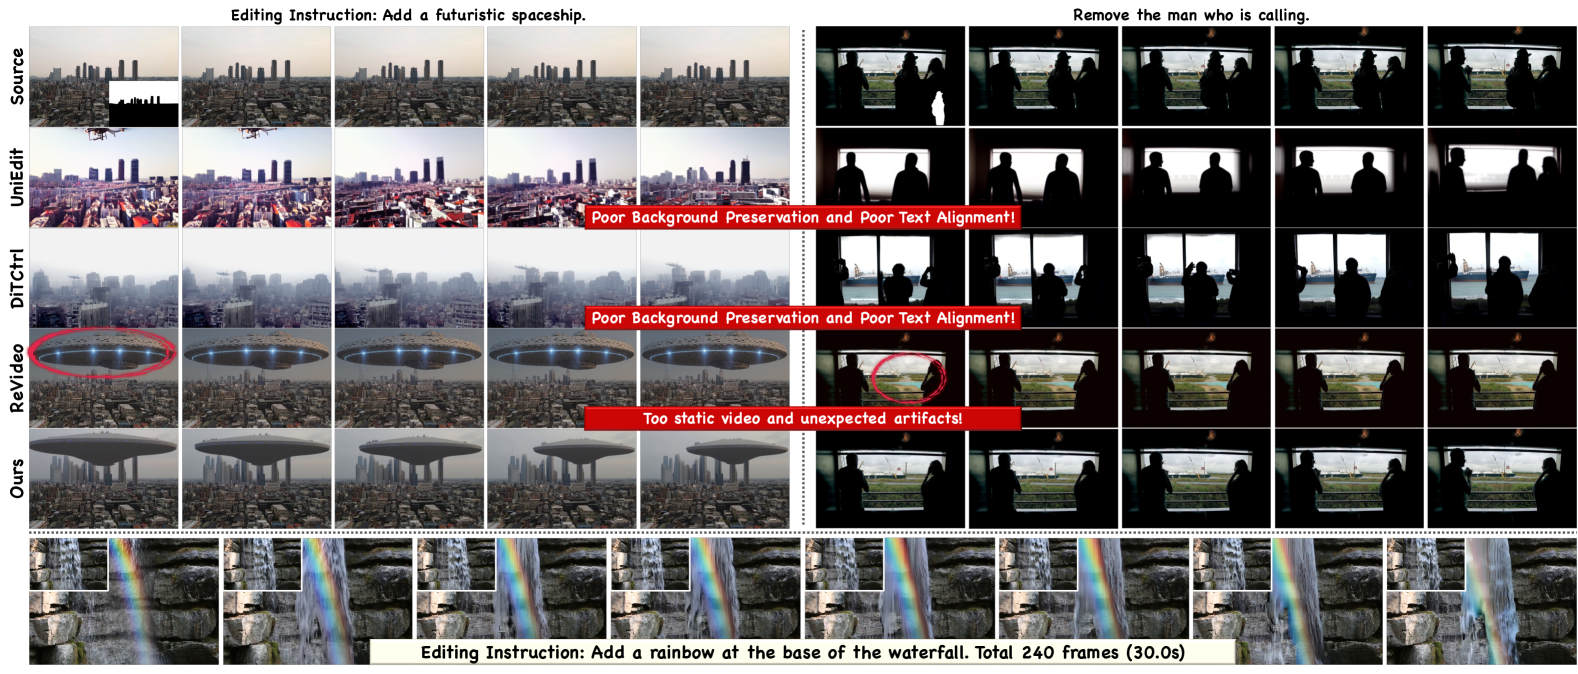 Editing Instruction: Add a futuristic spaceship.
Remove the man who is calling.
Source
UniEdit
Poor Background Preservation and Poor Text Alignment!
DiTCtrl
Poor Background Preservation and Poor Text Alignment!
ReVideo
Too static video and unexpected artifacts!
Ours
Editing Instruction: Add a rainbow at the base of the waterfall. Total 240 frames (30.0s)